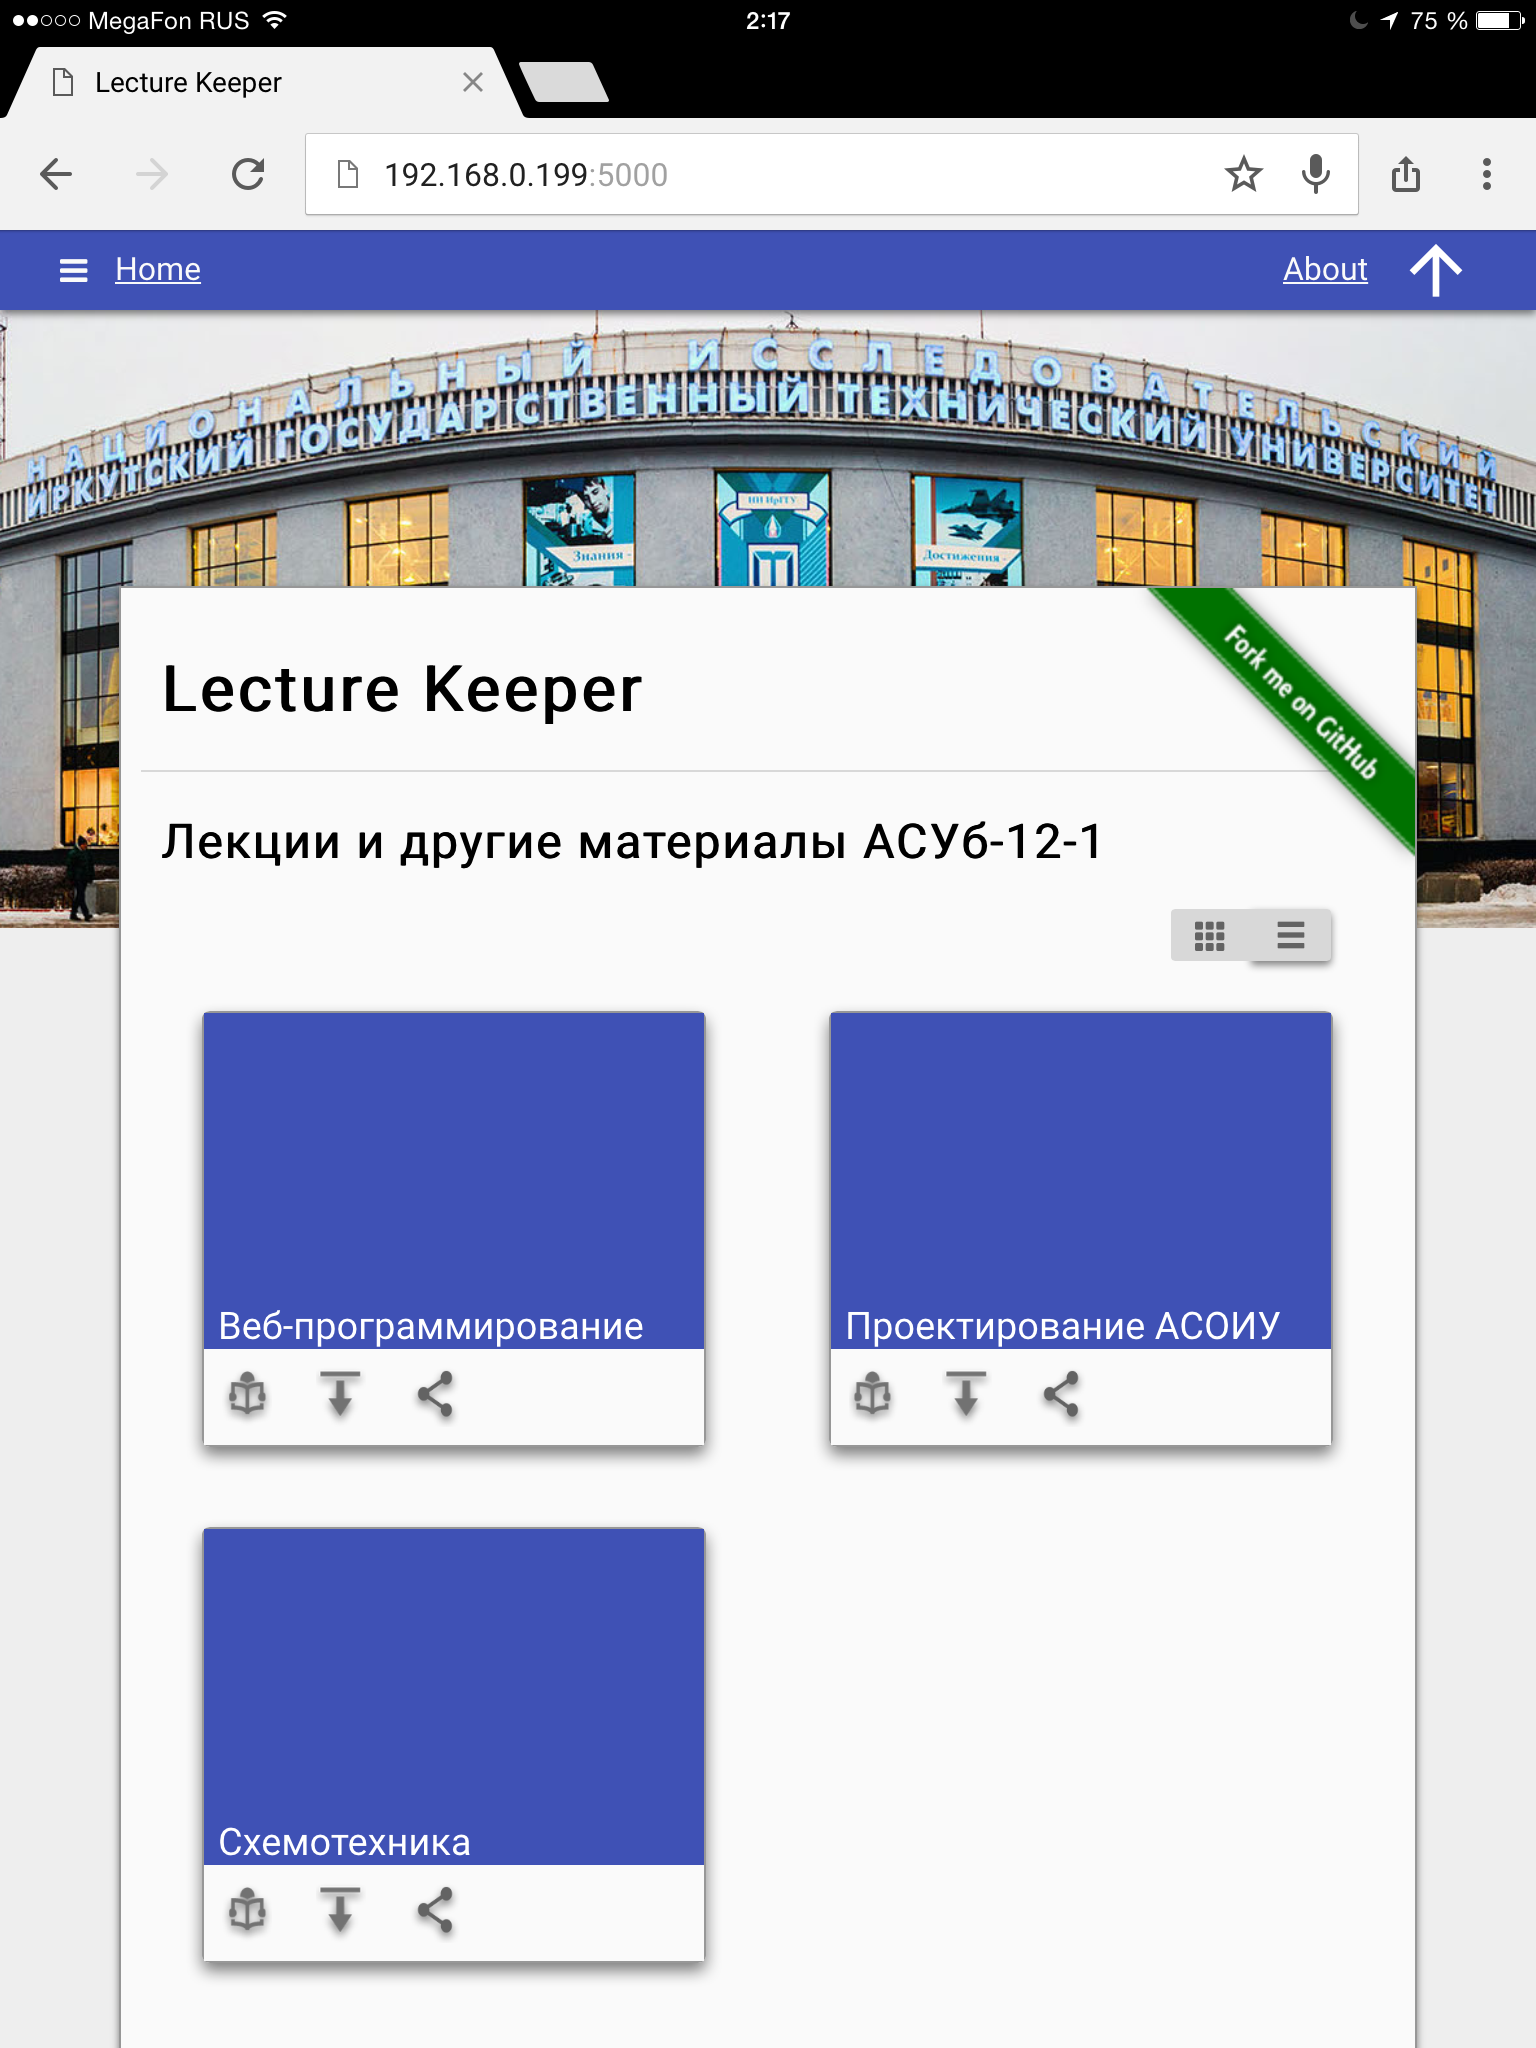 MegaFon RUS 2:17 75 %
Lecture Keeper
192.168.0.199:5000
Home About
НАЦИОНАЛЬНЫЙ ИССЛЕДОВАТЕЛЬСКИЙ
ИРКУТСКИЙ ГОСУДАРСТВЕННЫЙ ТЕХНИЧЕСКИЙ УНИВЕРСИТЕТ
НИ ИрГТУ
Знания -
Достижения -
Lecture Keeper
Fork me on GitHub
Лекции и другие материалы АСУб-12-1
Веб-программирование
Проектирование АСОИУ
Схемотехника